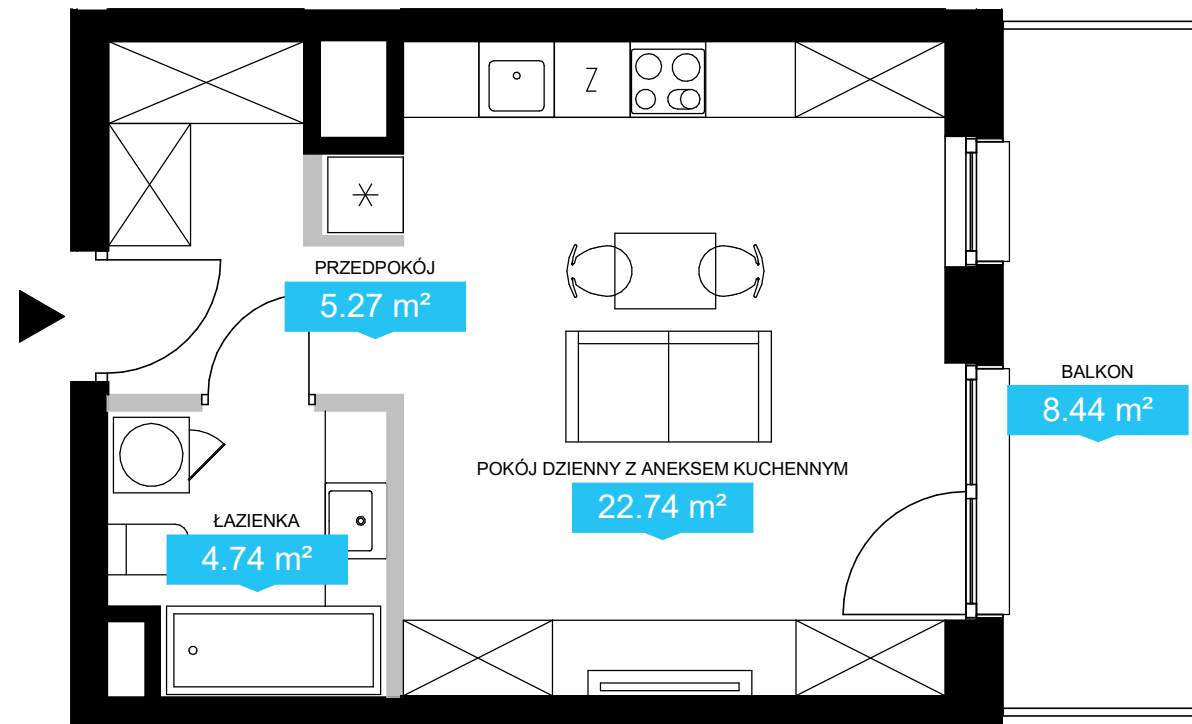 Z
PRZEDPOKÓJ
5.27 m²
BALKON
8.44 m²
POKÓJ DZIENNY Z ANEKSEM KUCHENNYM
22.74 m²
ŁAZIENKA
4.74 m²